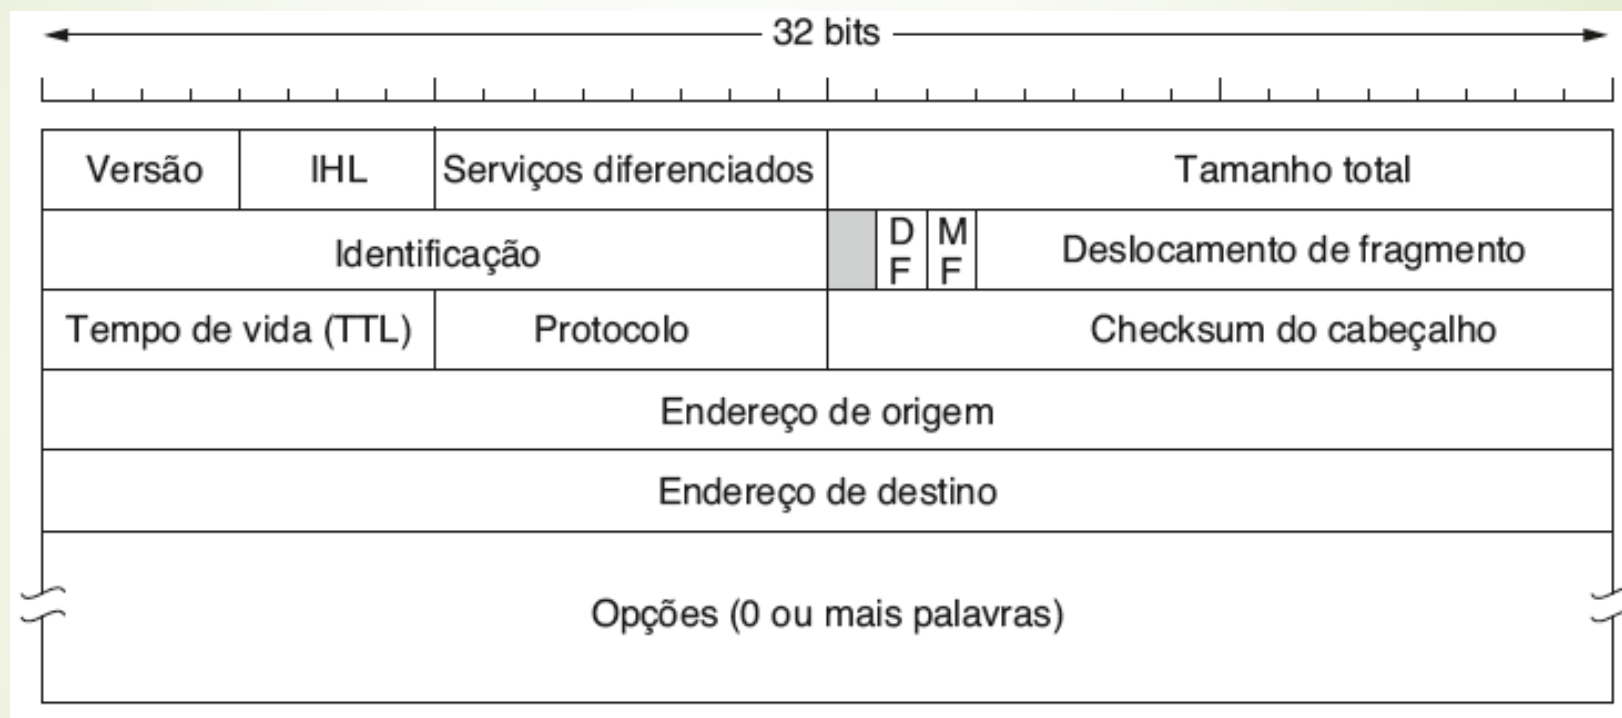 32 bits
Versão IHL Serviços diferenciados Tamanho total
Identificação D F M F Deslocamento de fragmento
Tempo de vida (TTL) Protocolo Checksum do cabeçalho
Endereço de origem
Endereço de destino
Opções (0 ou mais palavras)